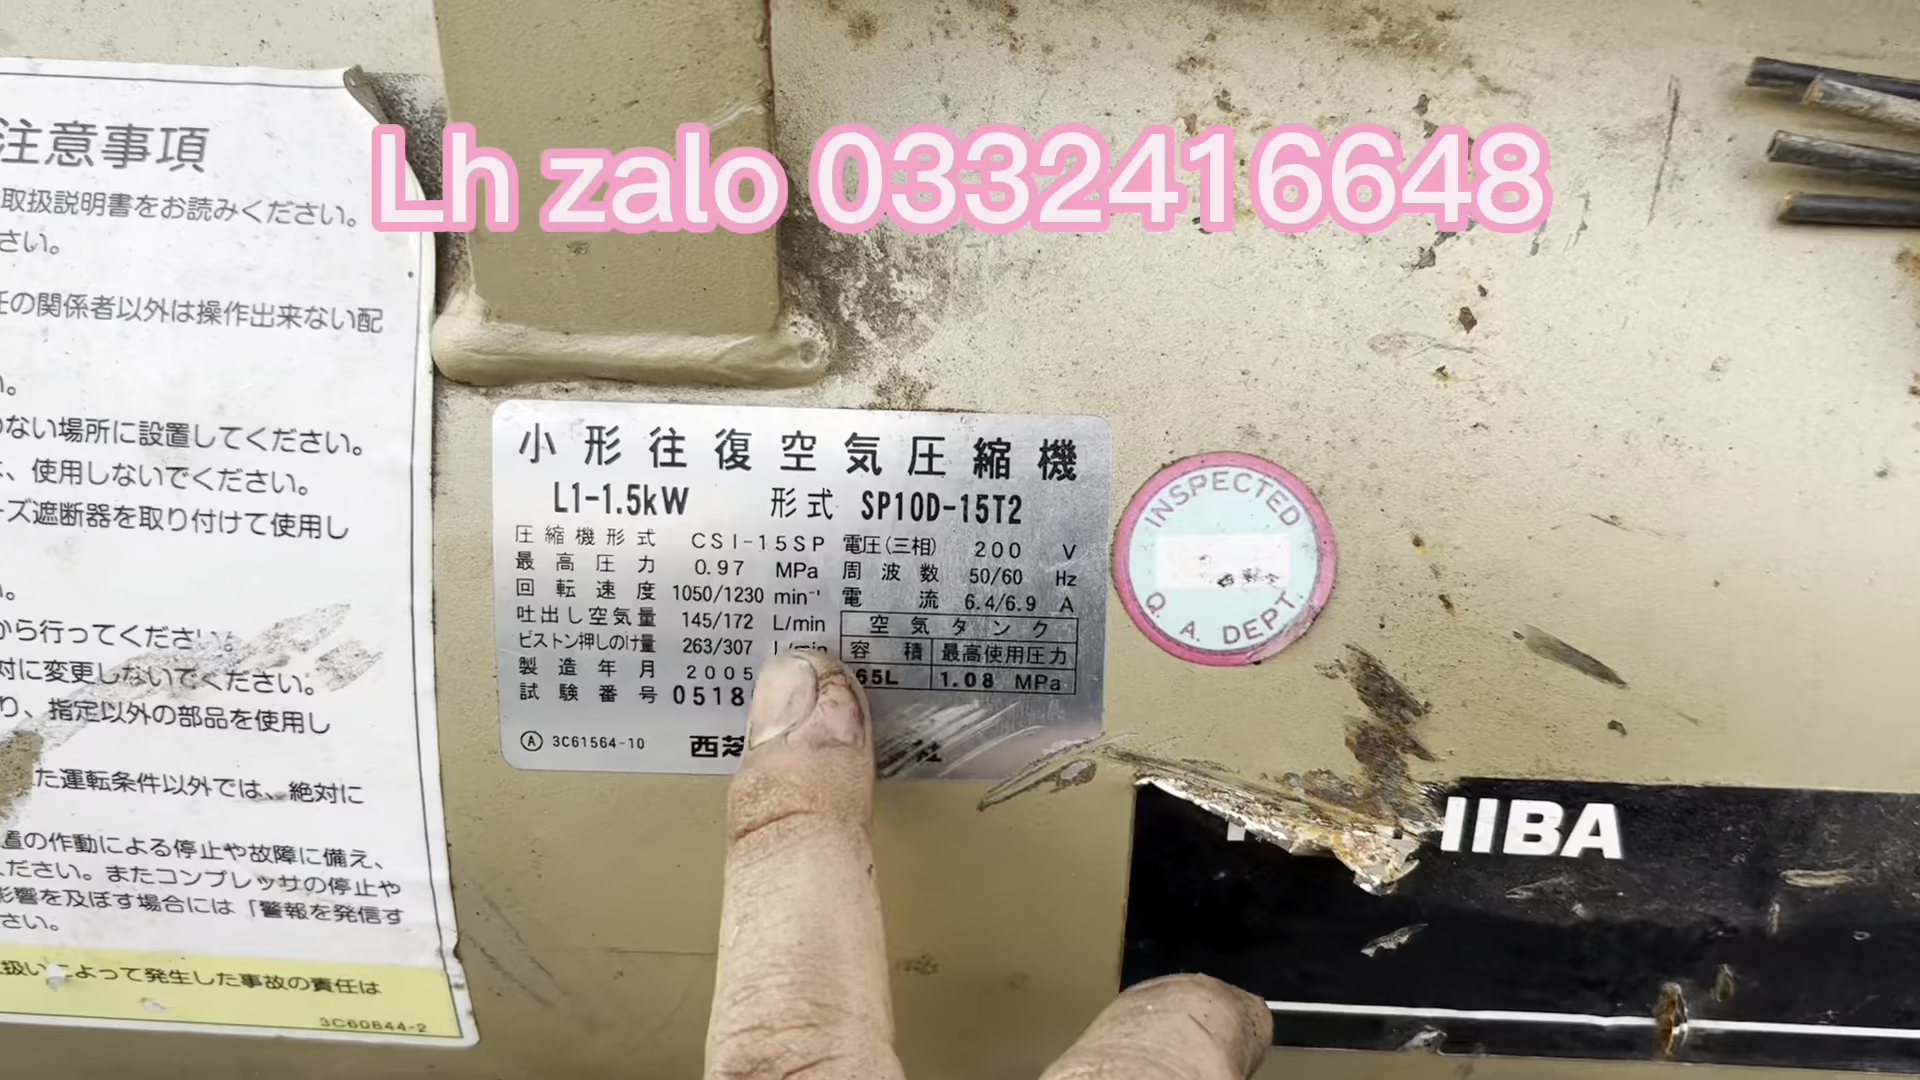 Lh zalo 0332416648
注意事項
取扱説明書をお読みください。
さい。
の関係者以外は操作出来ない配
い。
ない場所に設置してください。
、使用しないでください。
ーズ遮断器を取り付けて使用し
い。
から行ってください。
対に変更しないでください。
り、指定以外の部品を使用し
た運転条件以外では、絶対に
置の作動による停止や故障に備え、
ください。またコンプレッサの停止や
影響を及ぼす場合には「警報を発信す
さい。
扱いによって発生した事故の責任は
3C60844-2
小形往復空気圧縮機
L1-1.5kW 形式 SP10D-15T2
圧縮機形式 CSI-15SP
最高圧力 0.97 MPa
回転速度 1050/1230 min⁻¹
吐出し空気量 145/172 L/min
ピストン押しのけ量 263/307 L/min
製造年月 2005
試験番号 0518
電圧(三相) 200 V
周波数 50/60 Hz
電流 6.4/6.9 A
空気タンク
容積 最高使用圧力
65L 1.08 MPa
Ⓐ 3C61564-10 西芝 社
INSPECTED
Q. A. DEPT.
IIBA